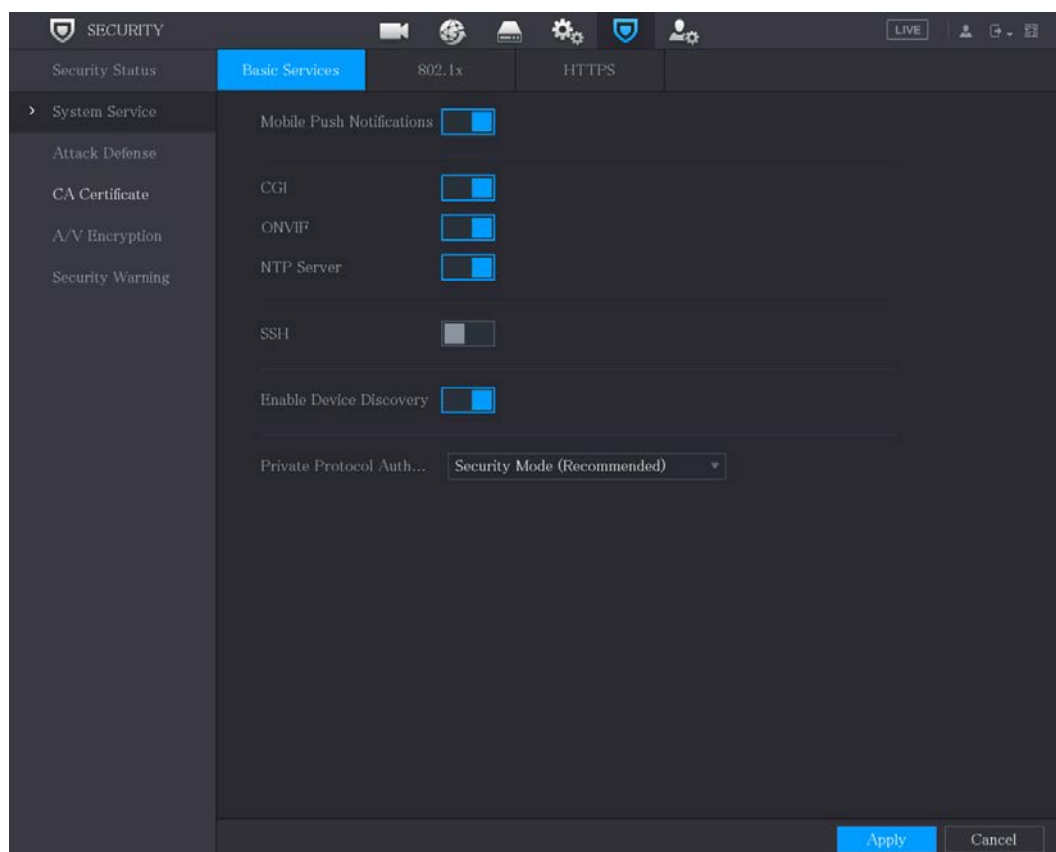 SECURITY
LIVE
Security Status
Basic Services
802.1x
HTTPS
System Service
Mobile Push Notifications
Attack Defense
CA Certificate
CGI
A/V Encryption
ONVIF
Security Warning
NTP Server
SSH
Enable Device Discovery
Private Protocol Auth...
Security Mode (Recommended)
Apply
Cancel